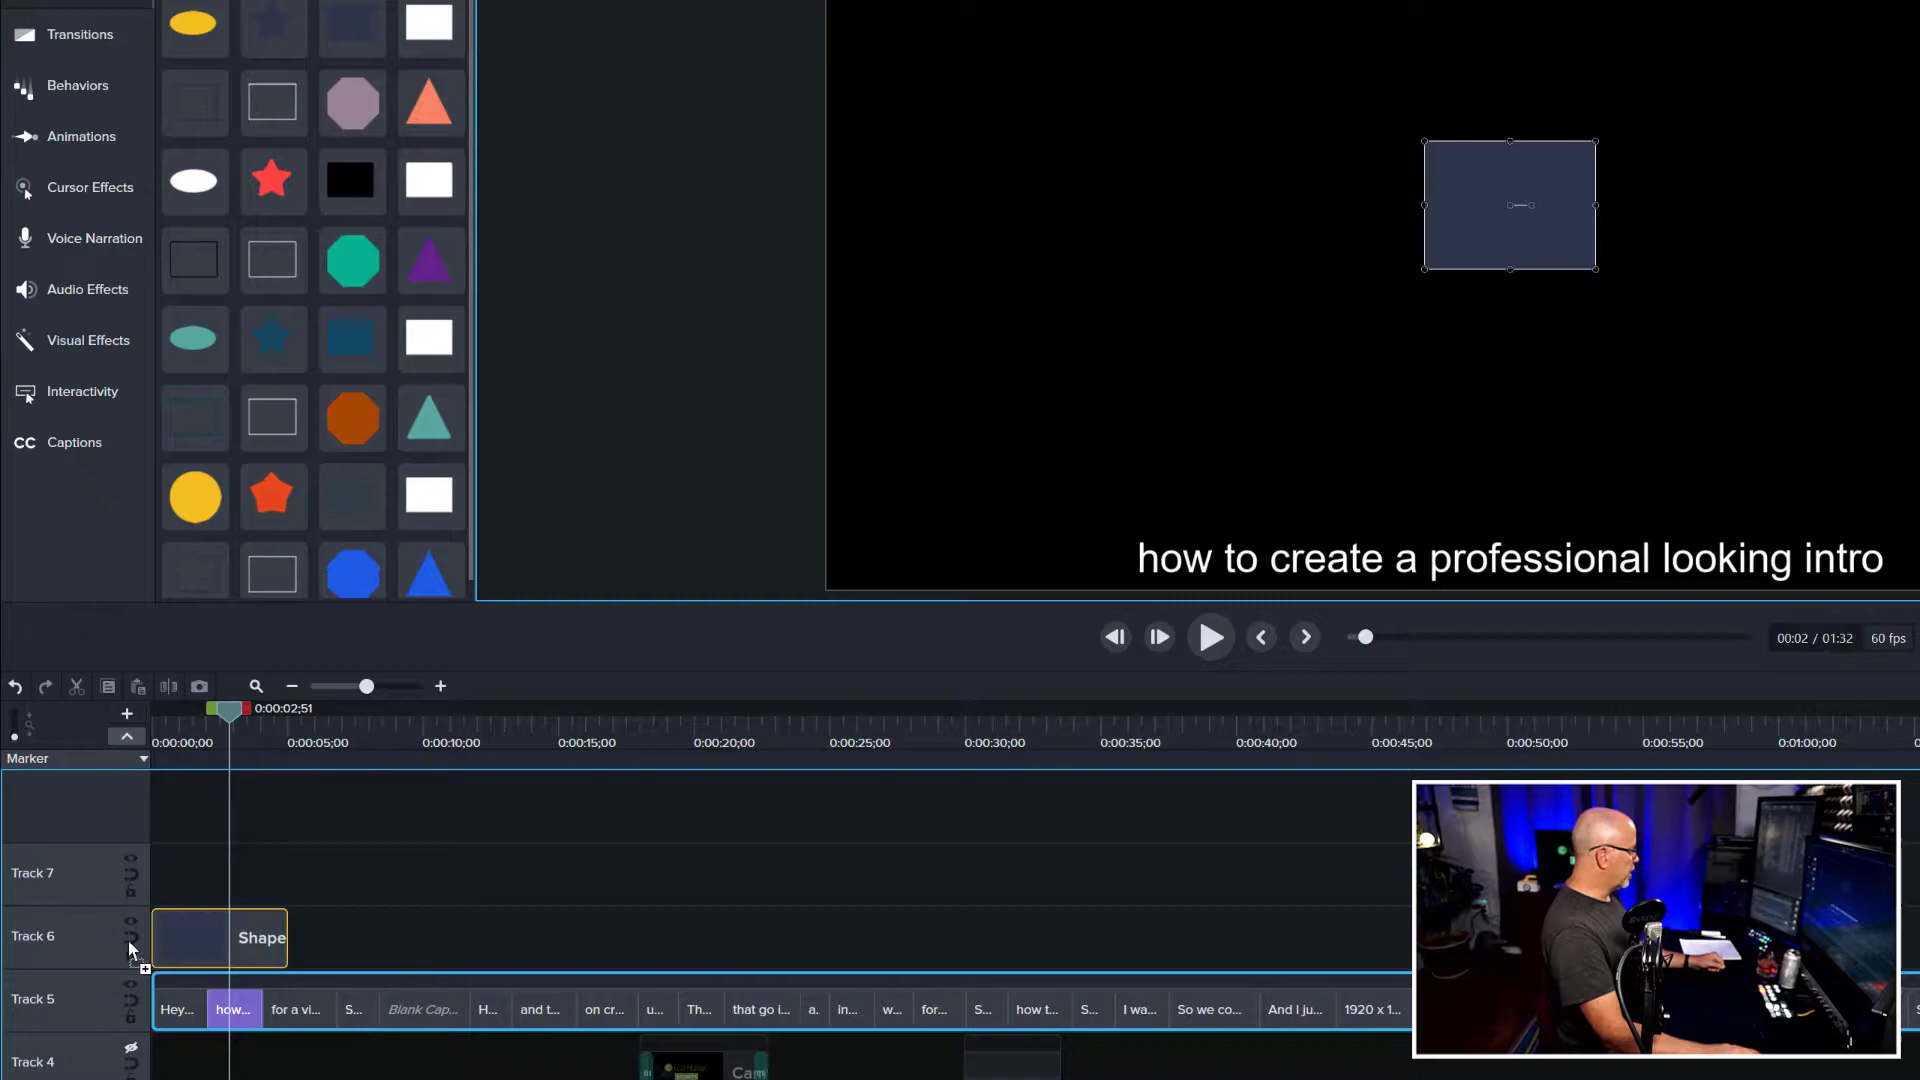 Transitions
Behaviors
Animations
Cursor Effects
Voice Narration
Audio Effects
Visual Effects
Interactivity
CC Captions
how to create a professional looking intro
00:02 / 01:32 60 fps
0:00:02;51
0:00:00;00 0:00:05;00 0:00:10;00 0:00:15;00 0:00:20;00 0:00:25;00 0:00:30;00 0:00:35;00 0:00:40;00 0:00:45;00 0:00:50;00 0:00:55;00 0:01:00;00
Marker
Track 7
Track 6
Shape
Track 5
Hey... how... for a vi... S... Blank Cap... H... and t... on cr... u... Th... that go i... a. in... w... for... S... how t... S... I wa... So we co... And I ju... 1920 x 1...
Track 4
Cam